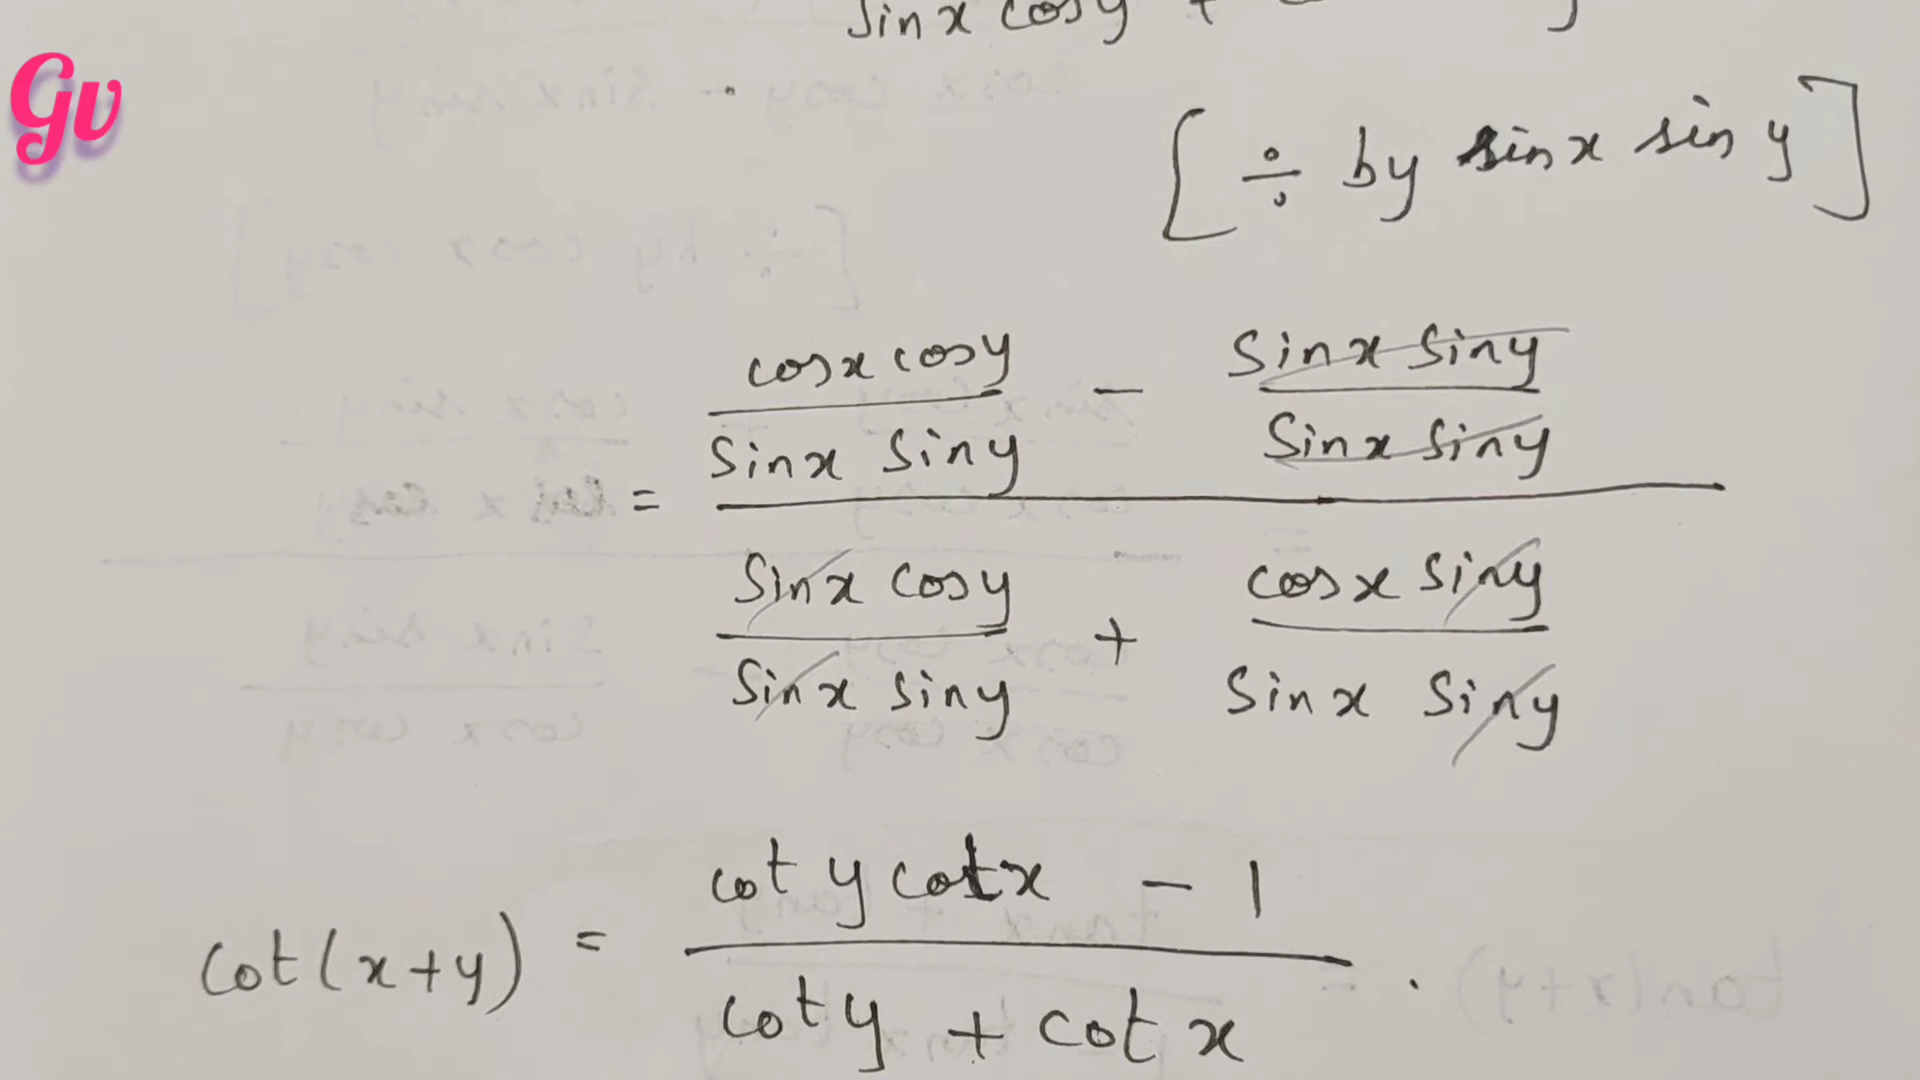 sin x cos y +
Gv
[÷ by sin x sin y]
cos x cos y − Sin x Sin y
Sin x Sin y Sin x Sin y
=
Sin x Cos y + cos x Sin y
Sin x Sin y Sin x Sin y
cot y cot x − 1
cot(x+y) =
cot y + cot x